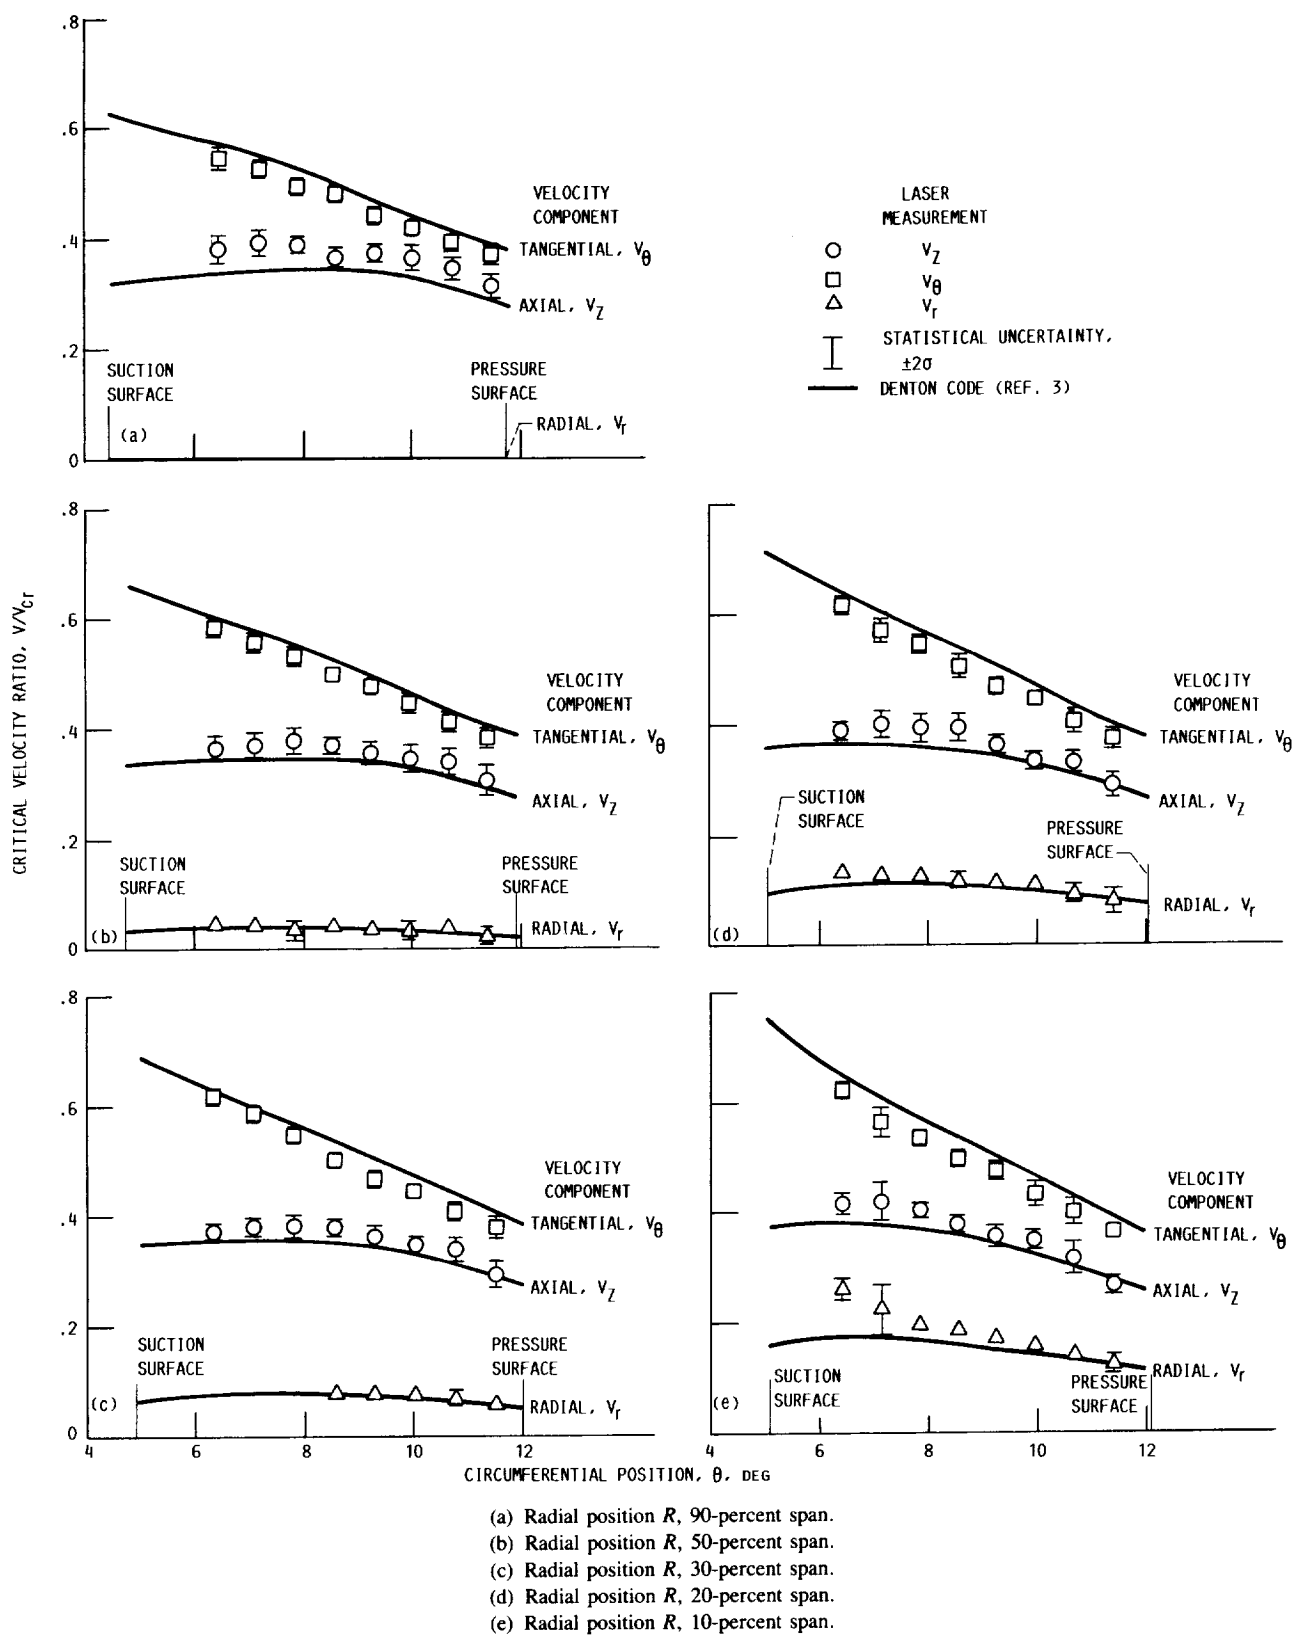 .8
.6
.4
.2
0
VELOCITY
COMPONENT
TANGENTIAL, Vθ
AXIAL, VZ
SUCTION
SURFACE
PRESSURE
SURFACE
RADIAL, Vr
(a)
LASER
MEASUREMENT
VZ
Vθ
Vr
STATISTICAL UNCERTAINTY,
±2σ
DENTON CODE (REF. 3)
CRITICAL VELOCITY RATIO, V/Vcr
.8
.6
.4
.2
0
VELOCITY
COMPONENT
TANGENTIAL, Vθ
AXIAL, VZ
SUCTION
SURFACE
PRESSURE
SURFACE
RADIAL, Vr
(b)
VELOCITY
COMPONENT
TANGENTIAL, Vθ
AXIAL, VZ
SUCTION
SURFACE
PRESSURE
SURFACE
RADIAL, Vr
(d)
.8
.6
.4
.2
0
VELOCITY
COMPONENT
TANGENTIAL, Vθ
AXIAL, VZ
SUCTION
SURFACE
PRESSURE
SURFACE
RADIAL, Vr
(c)
4 6 8 10 12
VELOCITY
COMPONENT
TANGENTIAL, Vθ
AXIAL, VZ
RADIAL, Vr
SUCTION
SURFACE
PRESSURE
SURFACE
(e)
4 6 8 10 12
CIRCUMFERENTIAL POSITION, θ, DEG
(a) Radial position R, 90-percent span.
(b) Radial position R, 50-percent span.
(c) Radial position R, 30-percent span.
(d) Radial position R, 20-percent span.
(e) Radial position R, 10-percent span.